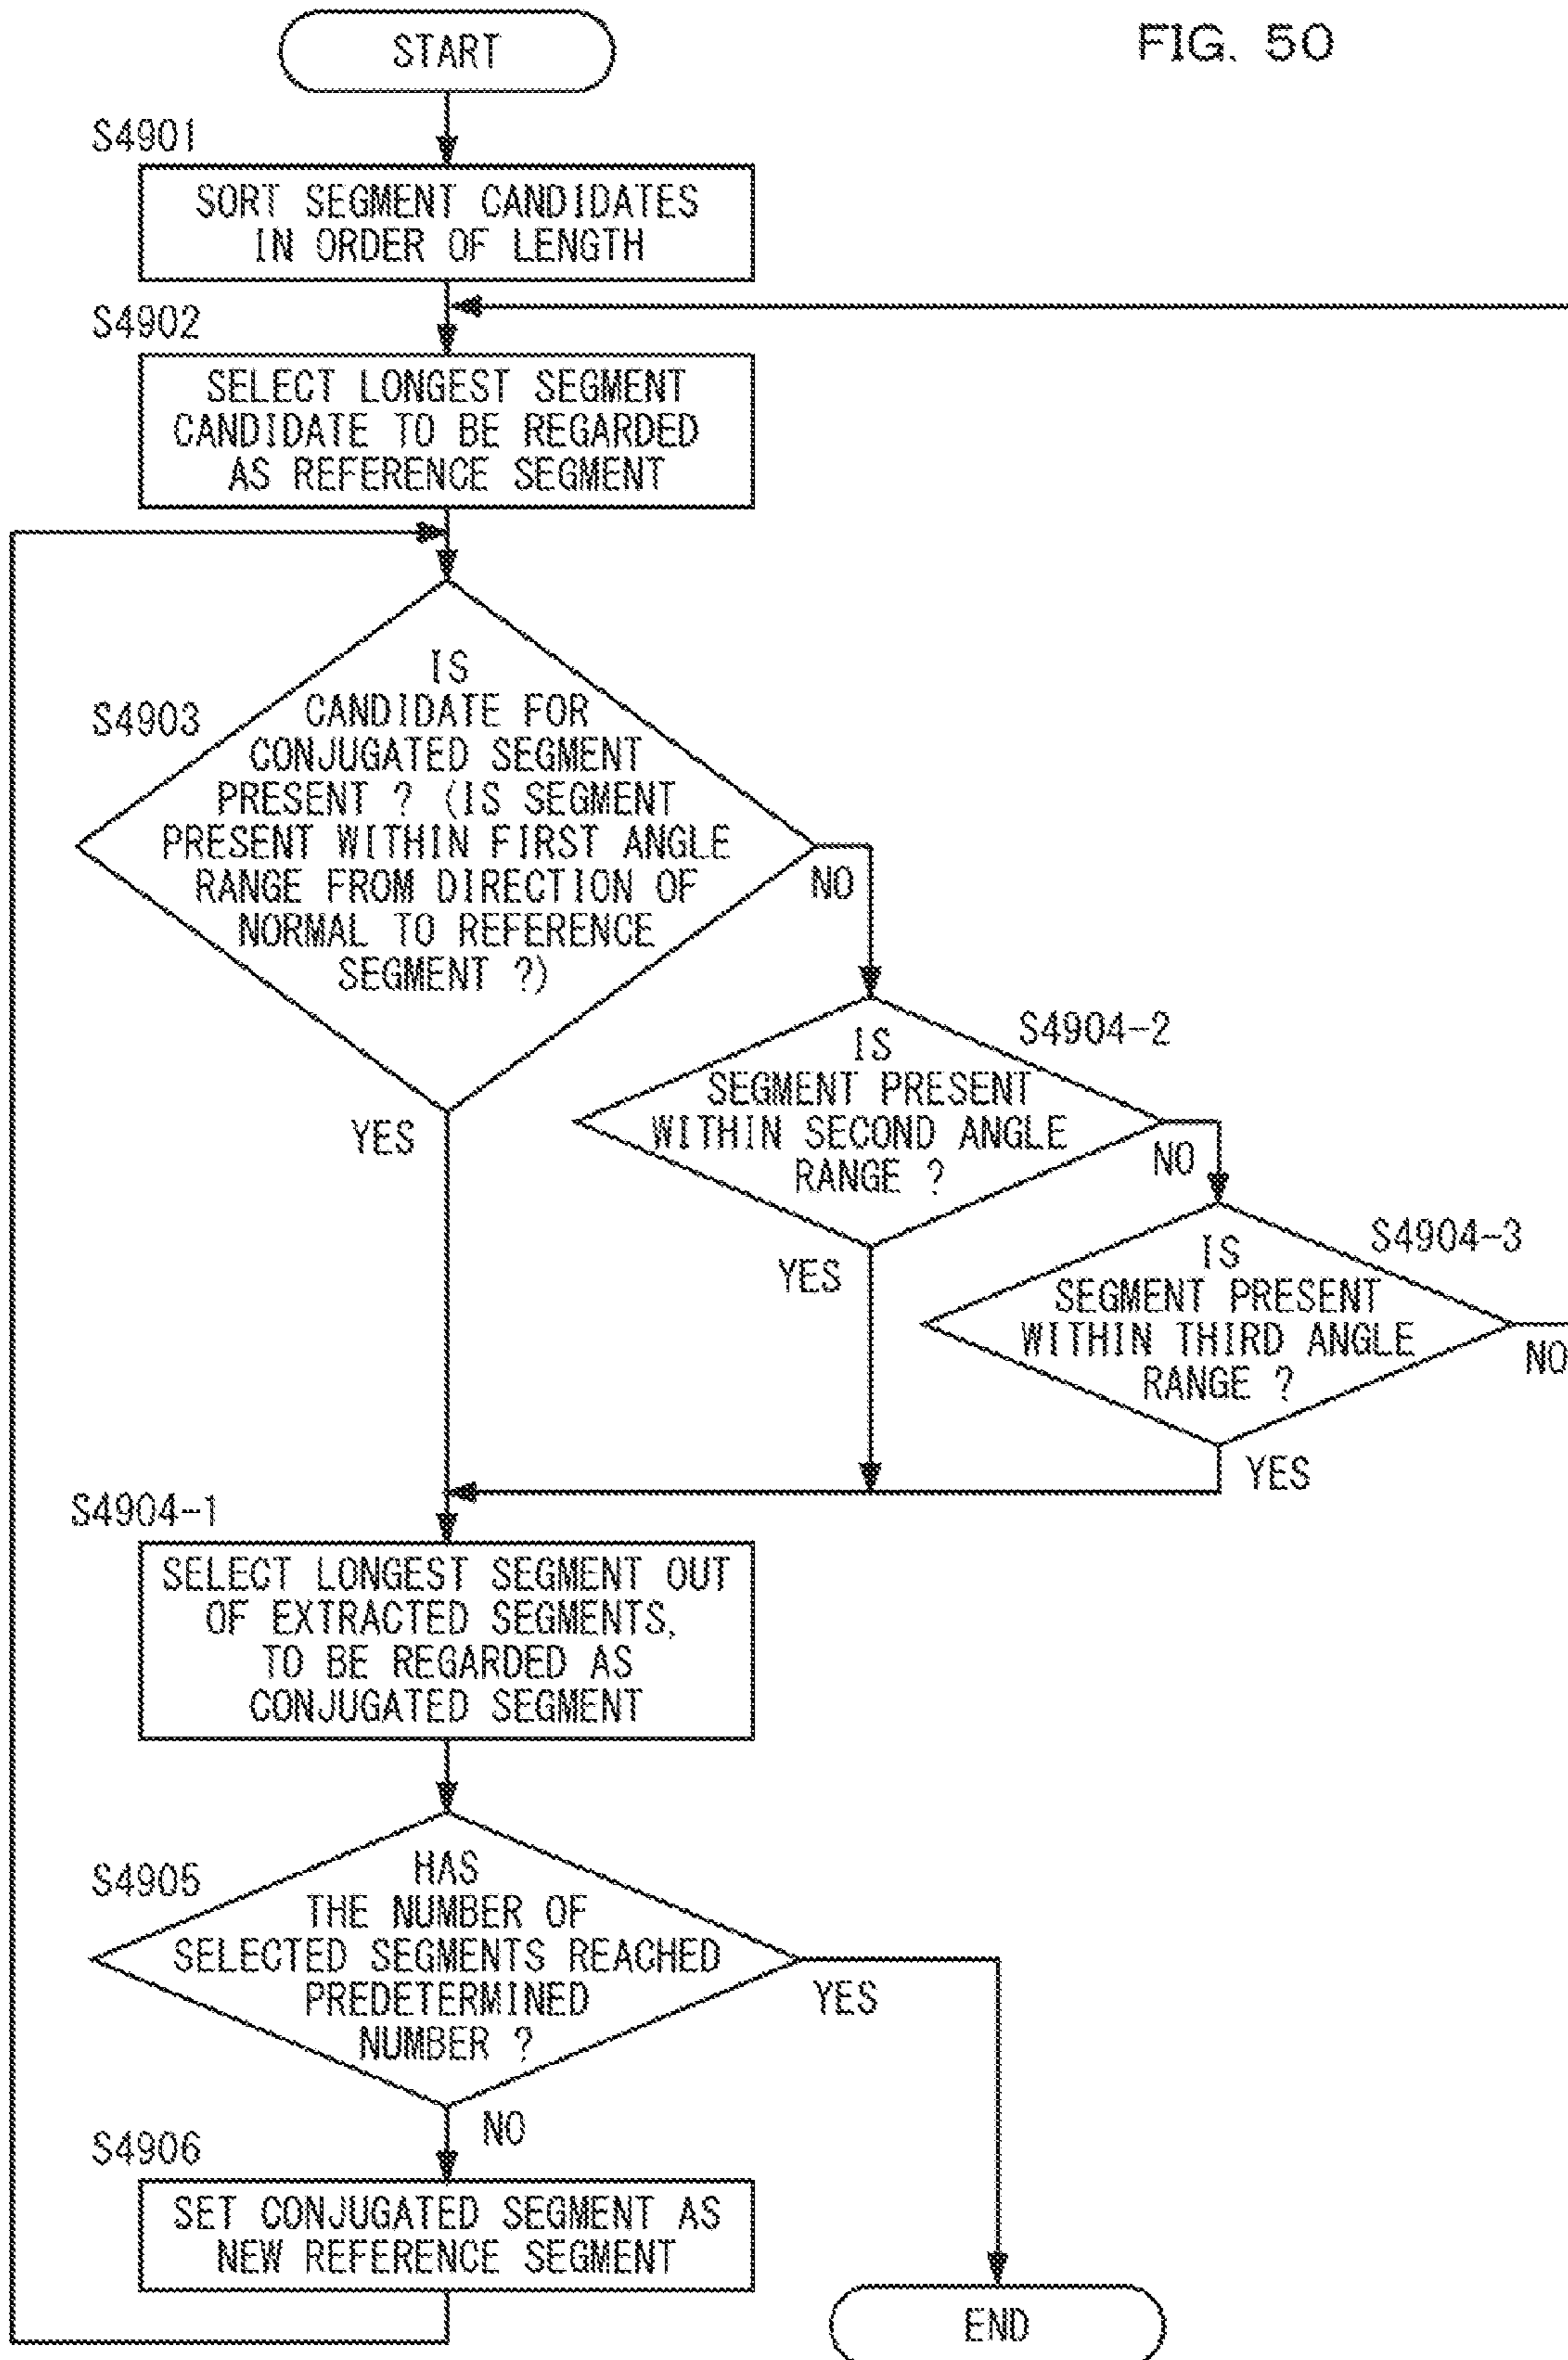 FIG. 50
START
S4901
SORT SEGMENT CANDIDATES
IN ORDER OF LENGTH
S4902
SELECT LONGEST SEGMENT
CANDIDATE TO BE REGARDED
AS REFERENCE SEGMENT
S4903
IS
CANDIDATE FOR
CONJUGATED SEGMENT
PRESENT ? (IS SEGMENT
PRESENT WITHIN FIRST ANGLE
RANGE FROM DIRECTION OF
NORMAL TO REFERENCE
SEGMENT ?)
NO
YES
S4904-2
IS
SEGMENT PRESENT
WITHIN SECOND ANGLE
RANGE ?
NO
YES
S4904-3
IS
SEGMENT PRESENT
WITHIN THIRD ANGLE
RANGE ?
NO
YES
S4904-1
SELECT LONGEST SEGMENT OUT
OF EXTRACTED SEGMENTS,
TO BE REGARDED AS
CONJUGATED SEGMENT
S4905
HAS
THE NUMBER OF
SELECTED SEGMENTS REACHED
PREDETERMINED
NUMBER ?
YES
NO
S4906
SET CONJUGATED SEGMENT AS
NEW REFERENCE SEGMENT
END